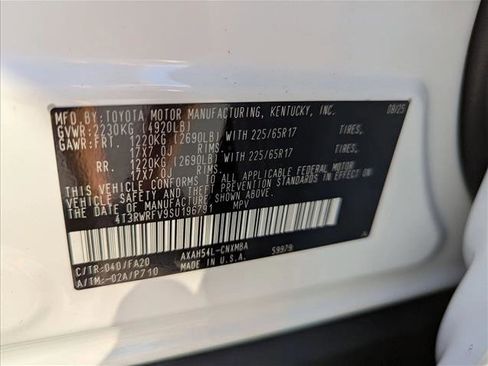 MFD. BY: TOYOTA MOTOR MANUFACTURING, KENTUCKY, INC. 08/25
GVWR: 2230KG (4920LB)
GAWR: FRT. 1220KG (2690LB) WITH 225/65R17 TIRES,
17X7.0J RIMS.
RR. 1220KG (2690LB) WITH 225/65R17 TIRES,
17X7.0J RIMS.
THIS VEHICLE CONFORMS TO ALL APPLICABLE FEDERAL MOTOR
VEHICLE SAFETY STANDARDS IN EFFECT ON
THE DATE OF MANUFACTURE SHOWN ABOVE.
4T3RWRFV9SU196791 MPV
C/TR: 040/FA20 AXAH54L-CNXMBA 59979
A/TM: -02A/P710 MADE IN U.S.A.